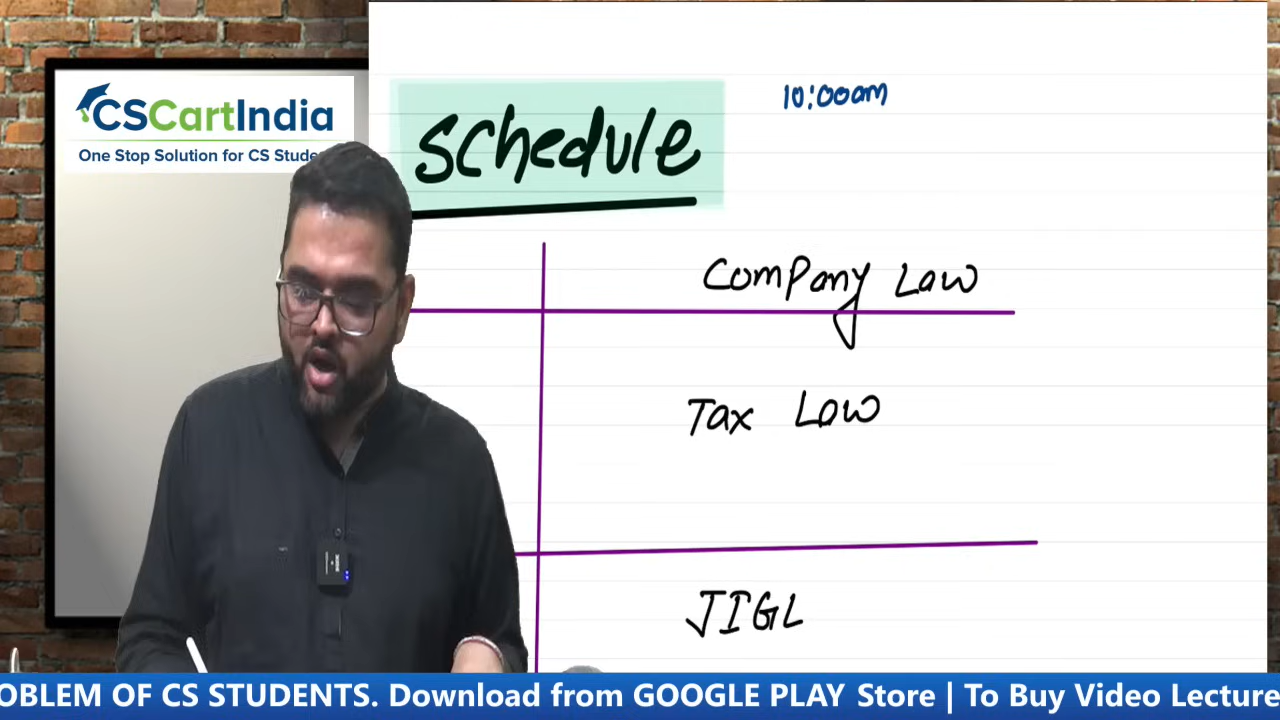 CSCartIndia
One Stop Solution for CS Stude
10:00am
Schedule
Company Law
Tax Law
JIGL
OBLEM OF CS STUDENTS. Download from GOOGLE PLAY Store | To Buy Video Lecture